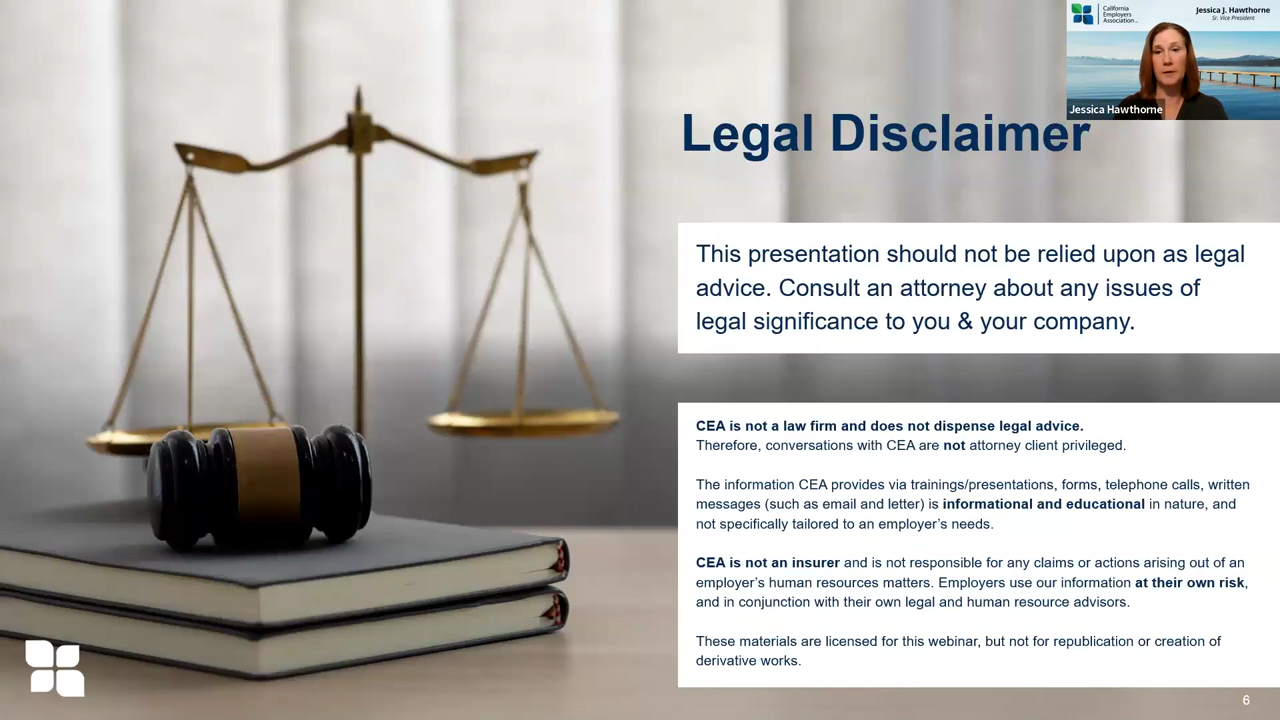 California
Employers
Association
Jessica J. Hawthorne
Sr. Vice President
Jessica Hawthorne
Legal Disclaimer
This presentation should not be relied upon as legal
advice. Consult an attorney about any issues of
legal significance to you & your company.
CEA is not a law firm and does not dispense legal advice.
Therefore, conversations with CEA are not attorney client privileged.
The information CEA provides via trainings/presentations, forms, telephone calls, written
messages (such as email and letter) is informational and educational in nature, and
not specifically tailored to an employer’s needs.
CEA is not an insurer and is not responsible for any claims or actions arising out of an
employer’s human resources matters. Employers use our information at their own risk,
and in conjunction with their own legal and human resource advisors.
These materials are licensed for this webinar, but not for republication or creation of
derivative works.
6